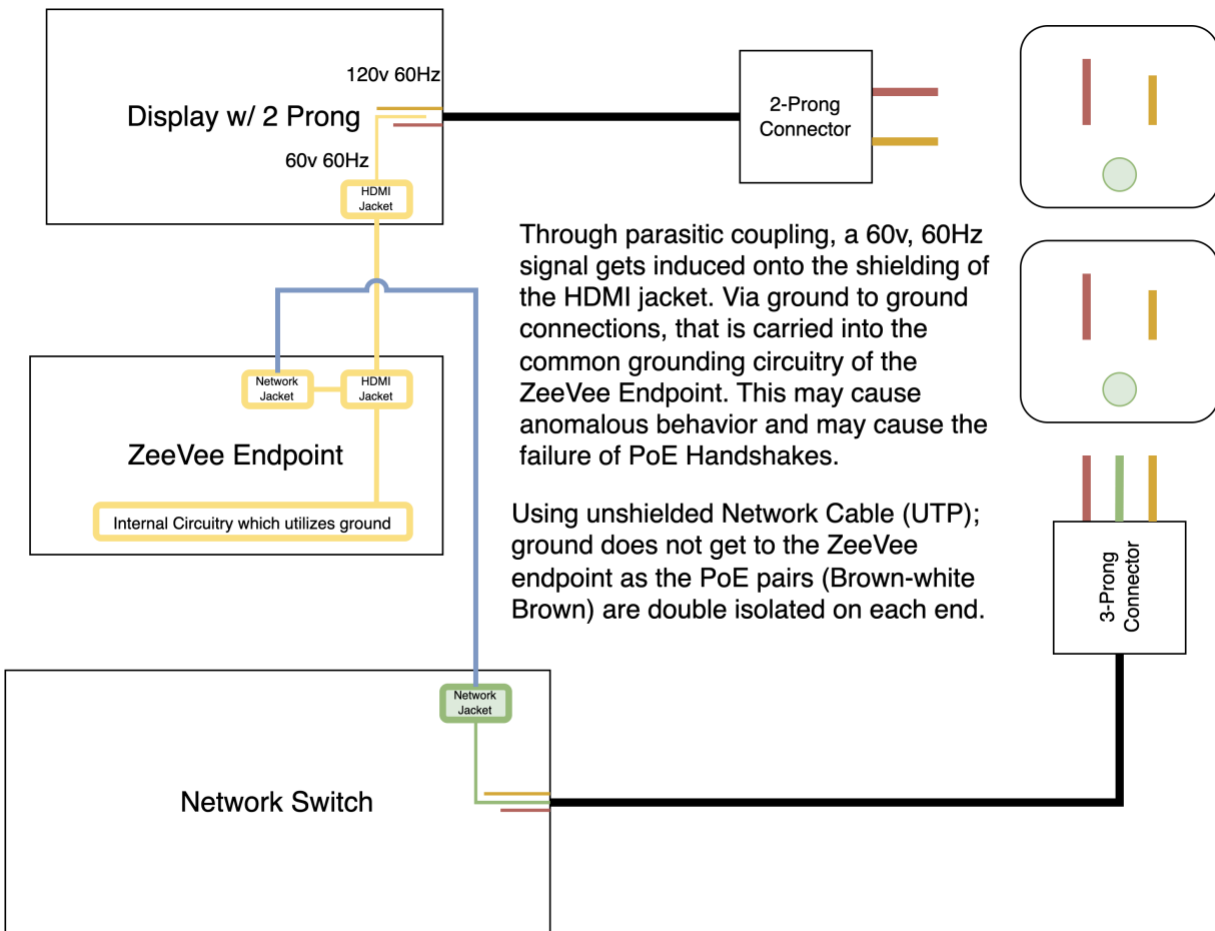 120v 60Hz
Display w/ 2 Prong
60v 60Hz
HDMI
Jacket
2-Prong
Connector
Through parasitic coupling, a 60v, 60Hz
signal gets induced onto the shielding of
the HDMI jacket. Via ground to ground
connections, that is carried into the
common grounding circuitry of the
ZeeVee Endpoint. This may cause
anomalous behavior and may cause the
failure of PoE Handshakes.
Using unshielded Network Cable (UTP);
ground does not get to the ZeeVee
endpoint as the PoE pairs (Brown-white
Brown) are double isolated on each end.
Network
Jacket
HDMI
Jacket
ZeeVee Endpoint
Internal Circuitry which utilizes ground
3-Prong
Connector
Network
Jacket
Network Switch